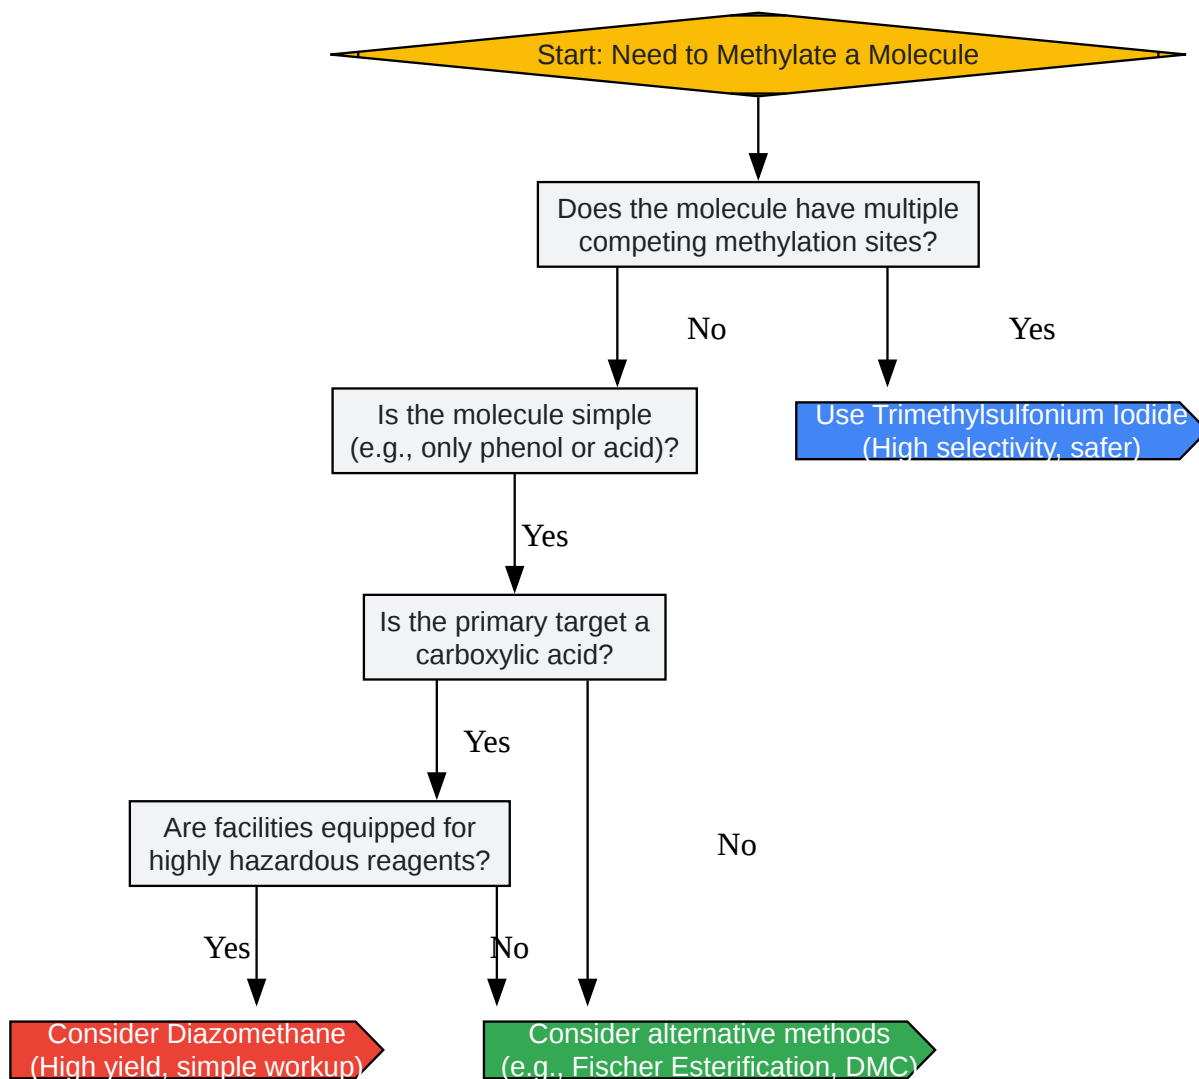 Start: Need to Methylate a Molecule
Does the molecule have multiple
competing methylation sites?
No
Yes
Is the molecule simple
(e.g., only phenol or acid)?
Use Trimethylsulfonium Iodide
(High selectivity, safer)
Yes
Is the primary target a
carboxylic acid?
Yes
Are facilities equipped for
highly hazardous reagents?
No
Yes
No
Consider Diazomethane
(High yield, simple workup)
Consider alternative methods
(e.g., Fischer Esterification, DMC)